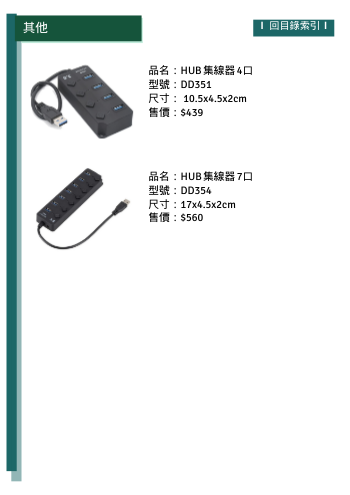 其他
I 回目錄索引 I
品名：HUB 集線器 4口
型號：DD351
尺寸： 10.5x4.5x2cm
售價：$439
品名：HUB 集線器 7口
型號：DD354
尺寸：17x4.5x2cm
售價：$560